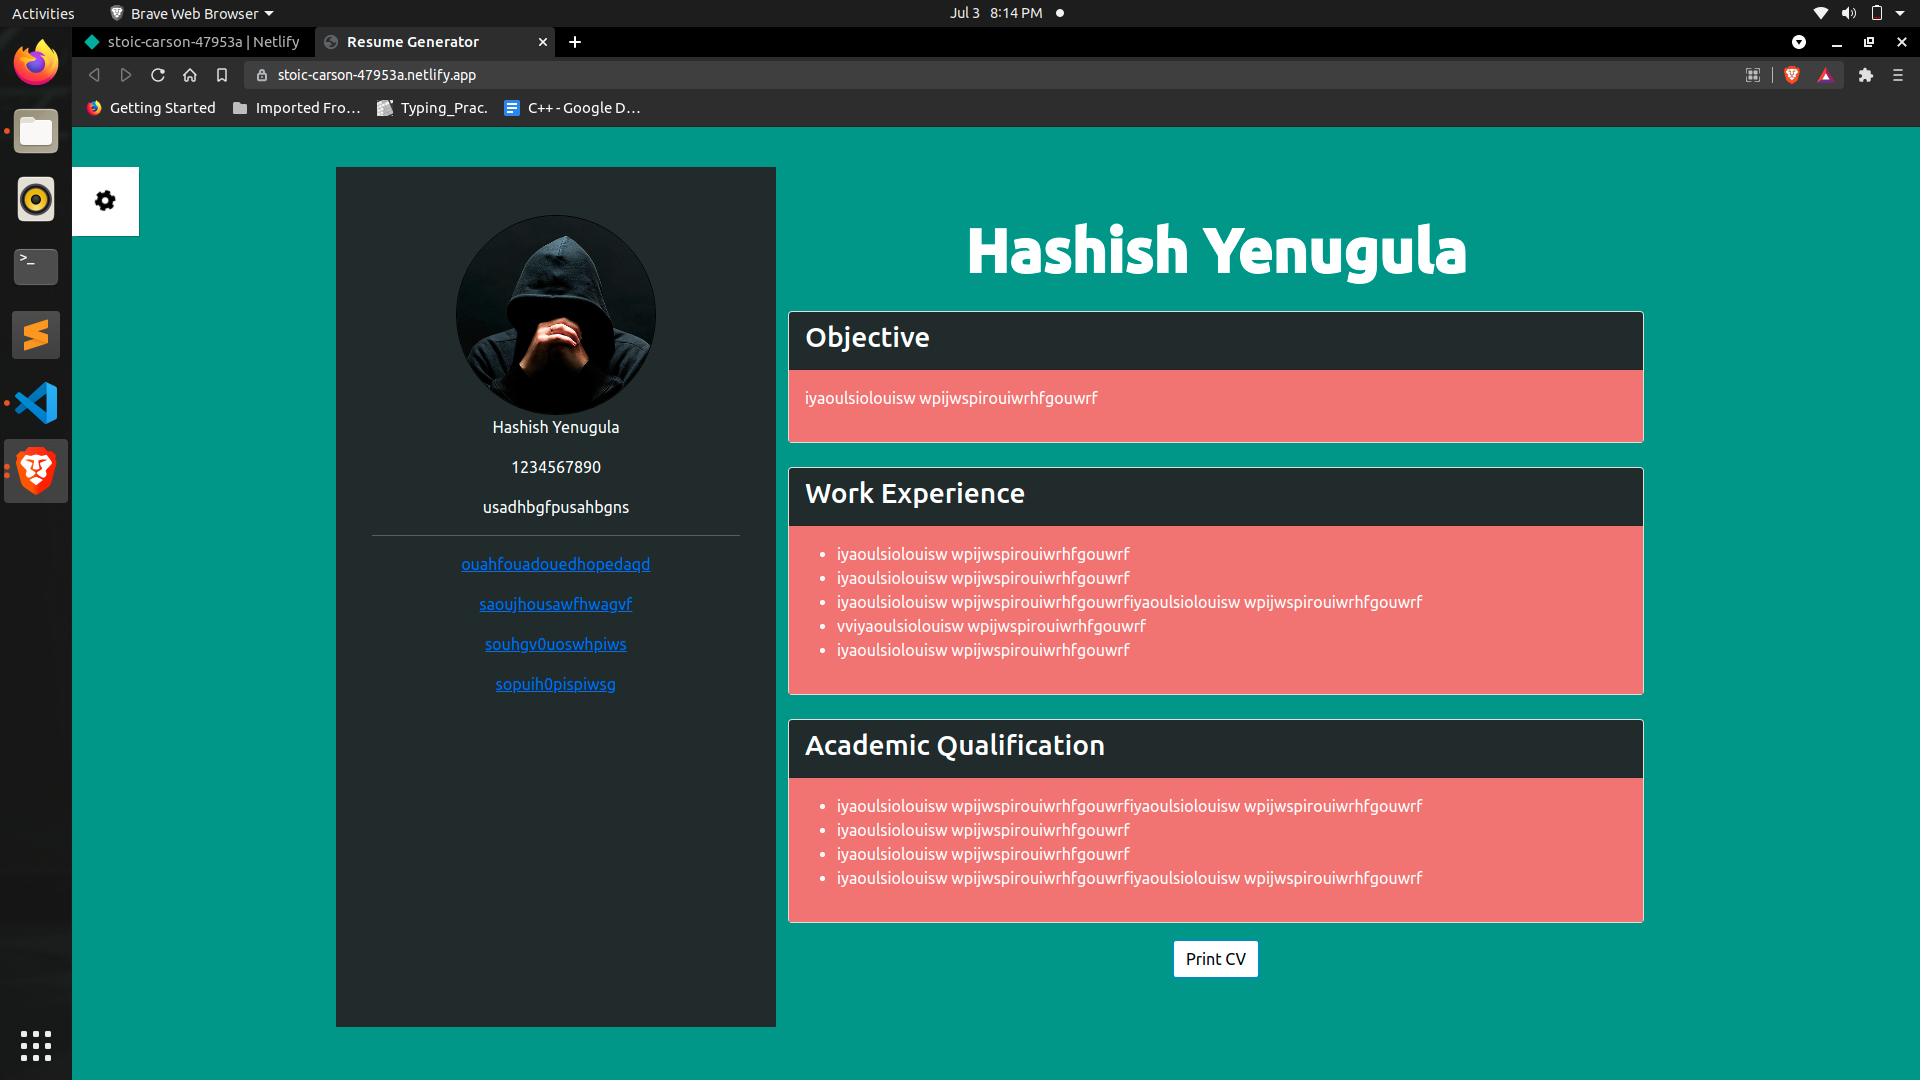 Activities
Brave Web Browser
Jul 3 8:14 PM
stoic-carson-47953a | Netlify
Resume Generator
stoic-carson-47953a.netlify.app
Getting Started
Imported Fro…
Typing_Prac.
C++ - Google D…
>_
Hashish Yenugula
1234567890
usadhbgfpusahbgns
ouahfouadouedhopedaqd
saoujhousawfhwagvf
souhgv0uoswhpiws
sopuih0pispiwsg
Hashish Yenugula
Objective
iyaoulsiolouisw wpijwspirouiwrhfgouwrf
Work Experience
• iyaoulsiolouisw wpijwspirouiwrhfgouwrf
• iyaoulsiolouisw wpijwspirouiwrhfgouwrf
• iyaoulsiolouisw wpijwspirouiwrhfgouwrfiyaoulsiolouisw wpijwspirouiwrhfgouwrf
• vviyaoulsiolouisw wpijwspirouiwrhfgouwrf
• iyaoulsiolouisw wpijwspirouiwrhfgouwrf
Academic Qualification
• iyaoulsiolouisw wpijwspirouiwrhfgouwrfiyaoulsiolouisw wpijwspirouiwrhfgouwrf
• iyaoulsiolouisw wpijwspirouiwrhfgouwrf
• iyaoulsiolouisw wpijwspirouiwrhfgouwrf
• iyaoulsiolouisw wpijwspirouiwrhfgouwrfiyaoulsiolouisw wpijwspirouiwrhfgouwrf
Print CV